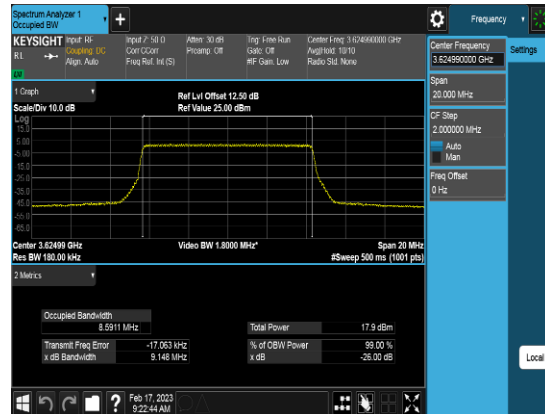 Spectrum Analyzer 1
Occupied BW
+
Frequency
KEYSIGHT
Input: RF
Input Z: 50 Ω
Atten: 30 dB
Trig: Free Run
Center Freq: 3.624990000 GHz
RL
Coupling: DC
Corr CCorr
Preamp: Off
Gate: Off
Avg|Hold: 10/10
Align: Auto
Freq Ref: Int (S)
#IF Gain: Low
Radio Std: None
LU
Center Frequency
3.624990000 GHz
Settings
Span
20.000 MHz
CF Step
2.000000 MHz
Auto
Man
Freq Offset
0 Hz
Local
1 Graph
Ref Lvl Offset 12.50 dB
Scale/Div 10.0 dB
Ref Value 25.00 dBm
Log
15.0
5.00
-5.00
-15.0
-25.0
-35.0
-45.0
-55.0
-65.0
Center 3.62499 GHz
Video BW 1.8000 MHz*
Span 20 MHz
Res BW 180.00 kHz
#Sweep 500 ms (1001 pts)
2 Metrics
Occupied Bandwidth
8.5911 MHz
Total Power
17.9 dBm
Transmit Freq Error
-17.063 kHz
% of OBW Power
99.00 %
x dB Bandwidth
9.148 MHz
x dB
-26.00 dB
?
Feb 17, 2023
9:22:44 AM